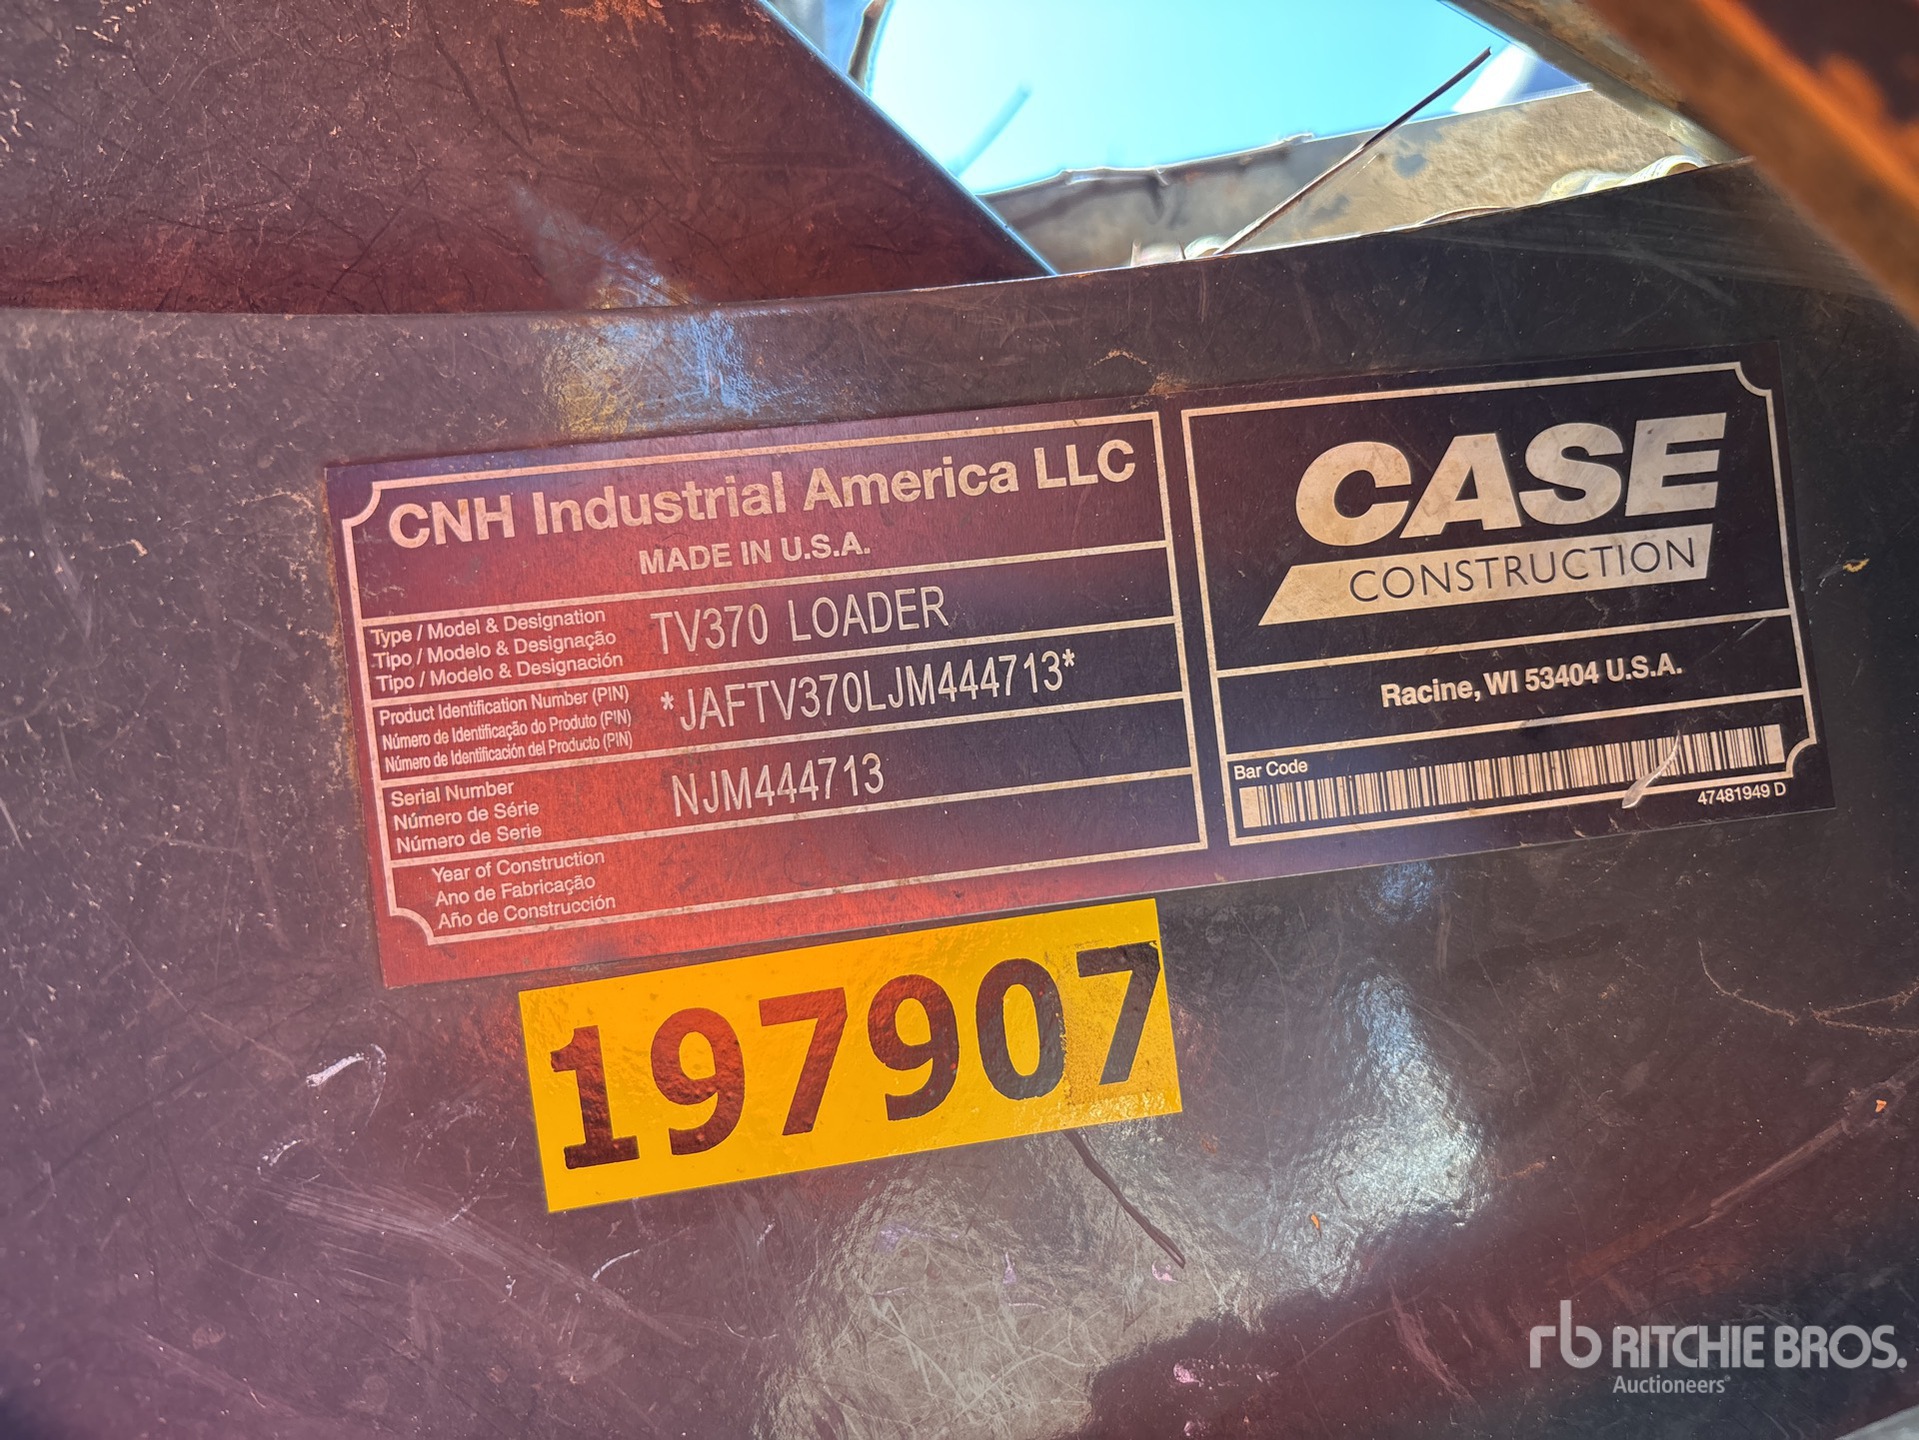 CNH Industrial America LLC
MADE IN U.S.A.
Type / Model & Designation
Tipo / Modelo & Designação
Tipo / Modelo & Designación
TV370 LOADER
Product Identification Number (PIN)
Número de Identificação do Produto (PIN)
Número de Identificación del Producto (PIN)
*JAFTV370LJM444713*
Serial Number
Número de Série
Número de Serie
NJM444713
Year of Construction
Ano de Fabricação
Año de Construcción
CASE
CONSTRUCTION
Racine, WI 53404 U.S.A.
Bar Code
47481949 D
197907
rb RITCHIE BROS.
Auctioneers